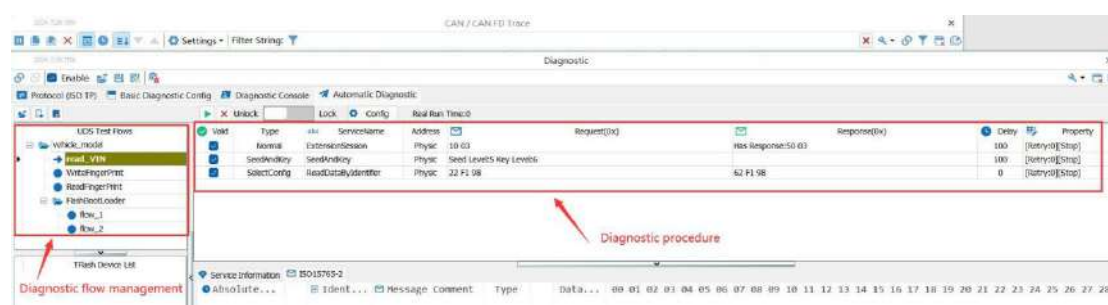 CAN / CAN FD Trace
Settings Filter String:
Diagnostic
Enable
Protocol (ISO TP) Basic Diagnostic Config Diagnostic Console Automatic Diagnostic
Unlock Lock Config Real Run Time:0
UDS Test Flows Valid Type abc ServiceName Address Request(0x) Response(0x) Delay Property
Vehicle_model Normal ExtensionSession Physic 10 03 Has Response:50 03 100 [Retry:0][Stop]
read_VIN SeedAndKey SeedAndKey Physic Seed Level:5 Key Level:6 100 [Retry:0][Stop]
WriteFingerPrint SelectConfig ReadDataByIdentifier Physic 22 F1 98 62 F1 98 0 [Retry:0][Stop]
ReadFingerPrint
FlashBootLoader
flow_1
flow_2
Diagnostic procedure
TFlash Device List
Service Information ISO15765-2
Diagnostic flow management
Absolute... Ident... Message Comment Type Data... 00 01 02 03 04 05 06 07 08 09 10 11 12 13 14 15 16 17 18 19 20 21 22 23 24 25 26 27 28